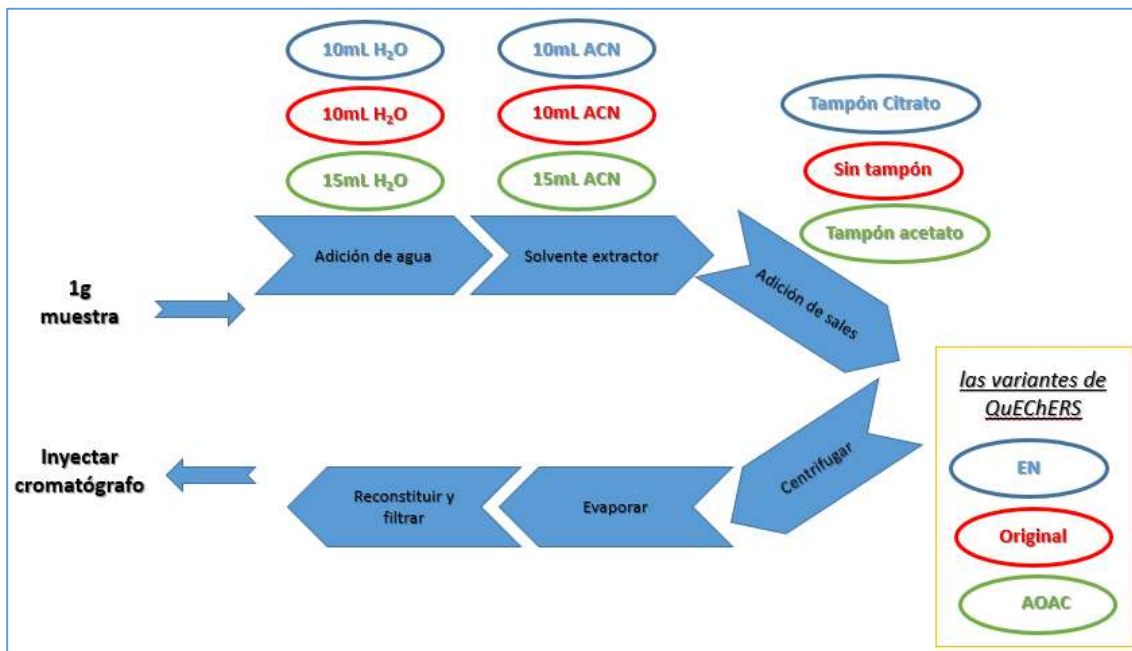 10mL H₂O
10mL ACN
10mL H₂O
10mL ACN
15mL H₂O
15mL ACN
Tampón Citrato
Sin tampón
Tampón acetato
1g
muestra
Adición de agua
Solvente extractor
Adición de sales
Centrifugar
Evaporar
Reconstituir y
filtrar
Inyectar
cromatógrafo
las variantes de
QuEChERS
EN
Original
AOAC